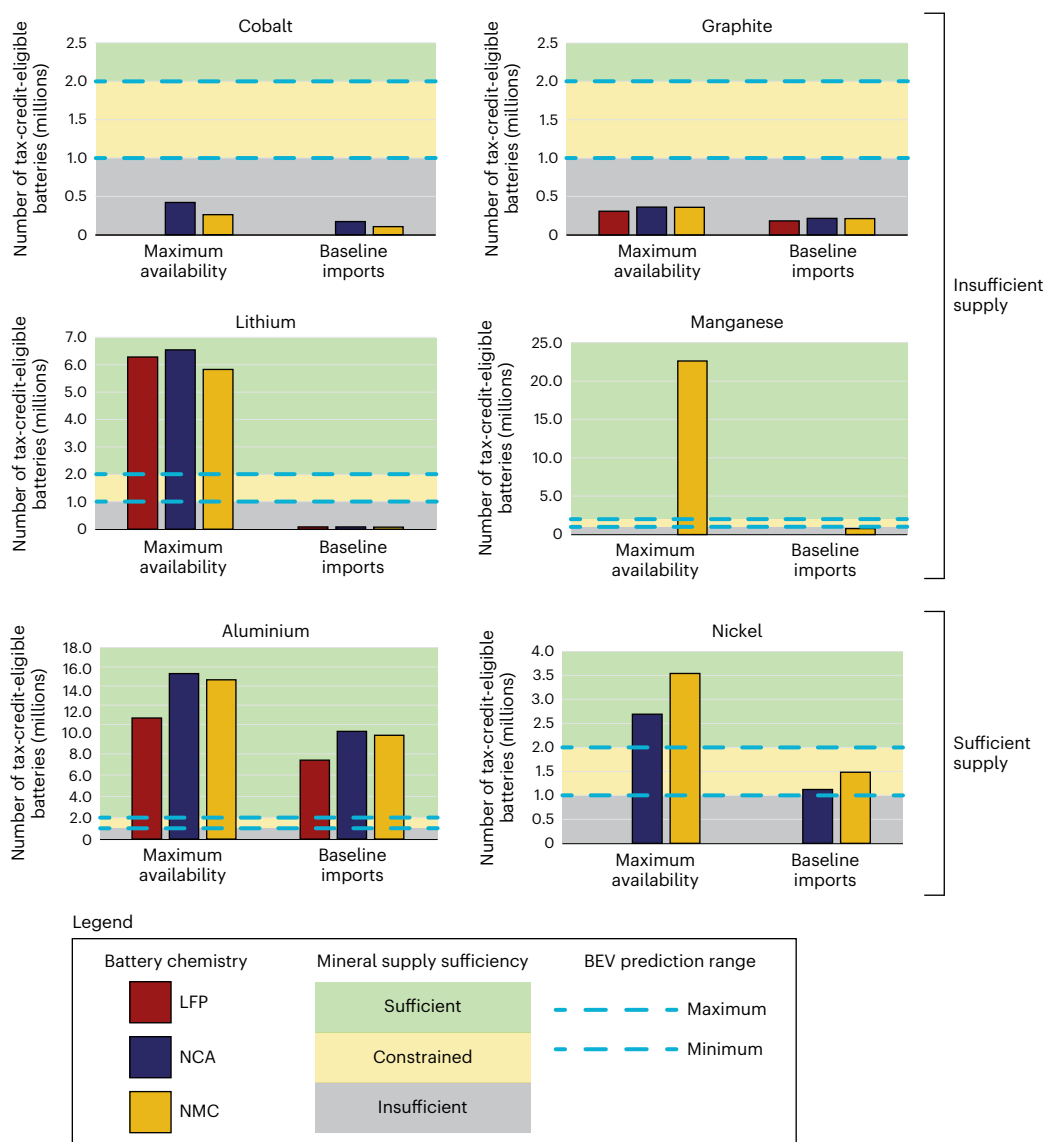 Cobalt
Number of tax-credit-eligible
batteries (millions)
2.5
2.0
1.5
1.0
0.5
0
Maximum
availability
Baseline
imports
Graphite
Number of tax-credit-eligible
batteries (millions)
2.5
2.0
1.5
1.0
0.5
0
Maximum
availability
Baseline
imports
Lithium
Number of tax-credit-eligible
batteries (millions)
7.0
6.0
5.0
4.0
3.0
2.0
1.0
0
Maximum
availability
Baseline
imports
Manganese
Number of tax-credit-eligible
batteries (millions)
25.0
20.0
15.0
10.0
5.0
0
Maximum
availability
Baseline
imports
Insufficient
supply
Aluminium
Number of tax-credit-eligible
batteries (millions)
18.0
16.0
14.0
12.0
10.0
8.0
6.0
4.0
2.0
0
Maximum
availability
Baseline
imports
Nickel
Number of tax-credit-eligible
batteries (millions)
4.0
3.5
3.0
2.5
2.0
1.5
1.0
0.5
0
Maximum
availability
Baseline
imports
Sufficient
supply
Legend
Battery chemistry
LFP
NCA
NMC
Mineral supply sufficiency
Sufficient
Constrained
Insufficient
BEV prediction range
Maximum
Minimum